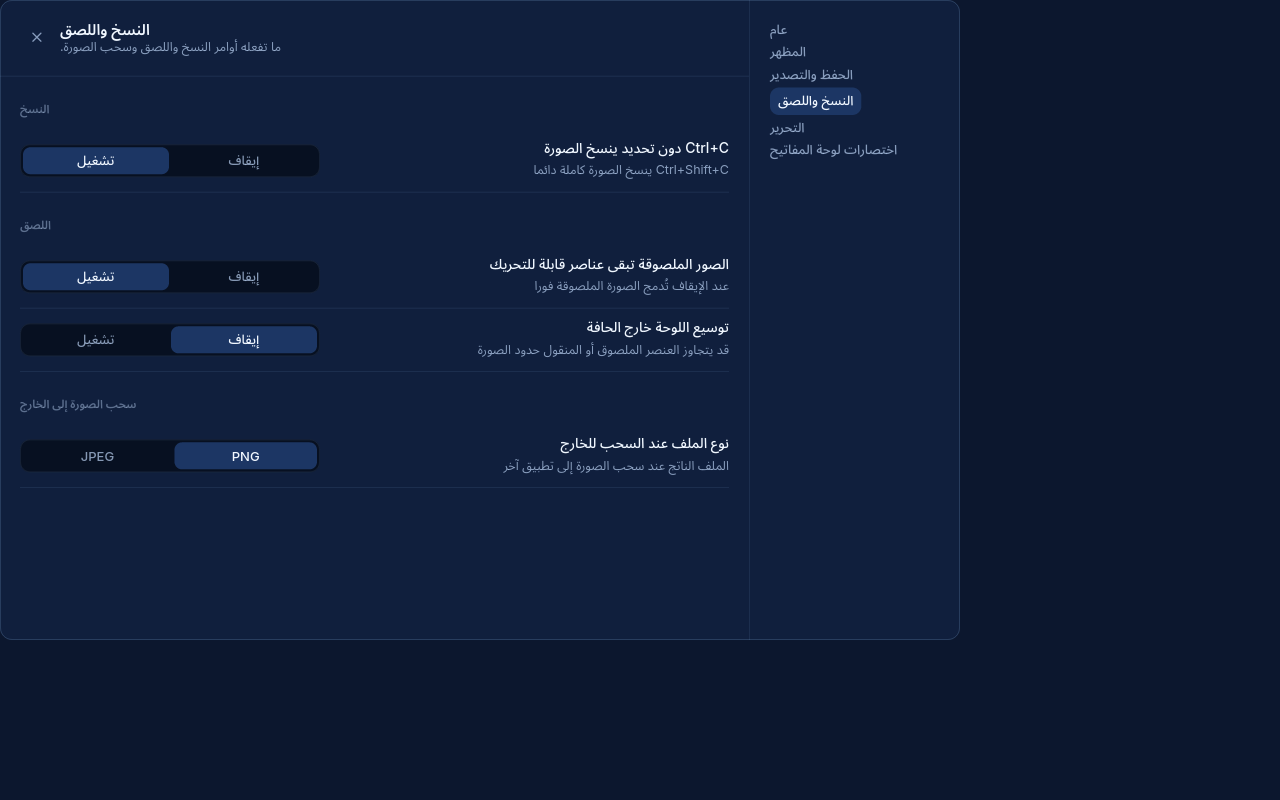 عام
المظهر
الحفظ والتصدير
النسخ واللصق
التحرير
اختصارات لوحة المفاتيح
النسخ واللصق
ما تفعله أوامر النسخ واللصق وسحب الصورة.
النسخ
Ctrl+C دون تحديد ينسخ الصورة
Ctrl+Shift+C ينسخ الصورة كاملة دائما
إيقاف
تشغيل
اللصق
الصور الملصوقة تبقى عناصر قابلة للتحريك
عند الإيقاف تُدمج الصورة الملصوقة فورا
إيقاف
تشغيل
توسيع اللوحة خارج الحافة
قد يتجاوز العنصر الملصوق أو المنقول حدود الصورة
إيقاف
تشغيل
سحب الصورة إلى الخارج
نوع الملف عند السحب للخارج
الملف الناتج عند سحب الصورة إلى تطبيق آخر
PNG
JPEG